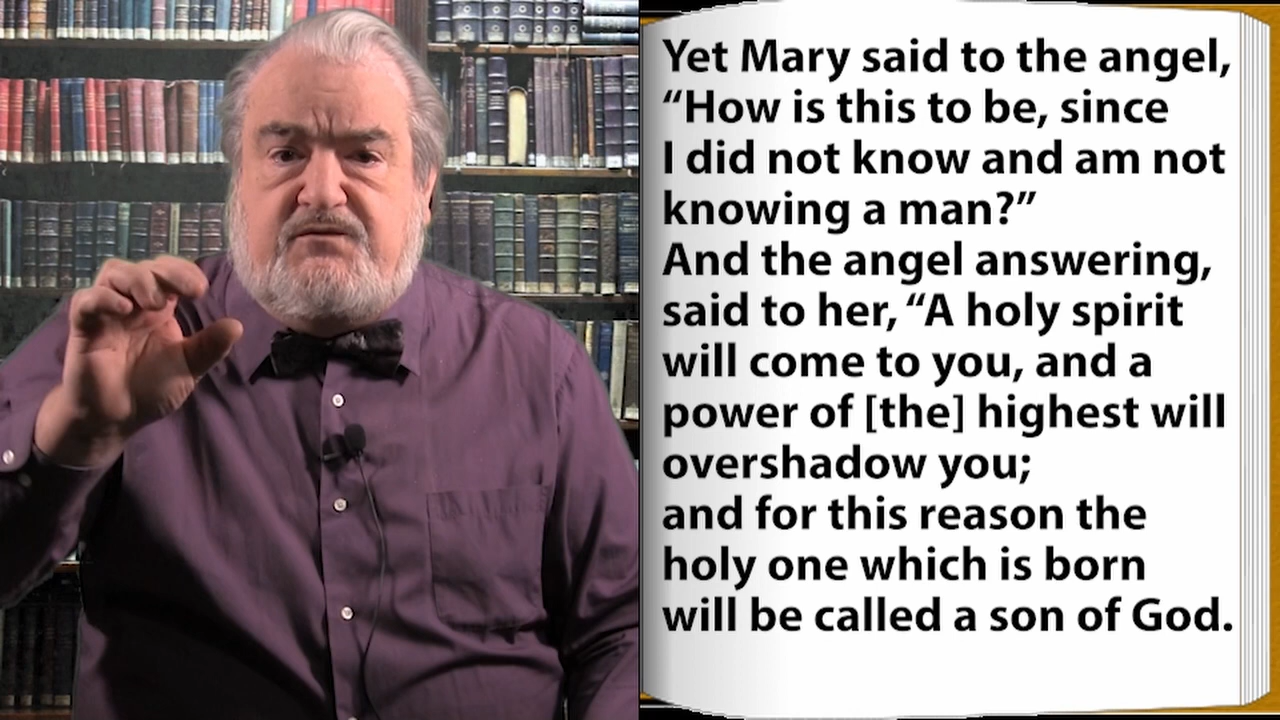 Yet Mary said to the angel,
“How is this to be, since
I did not know and am not
knowing a man?”
And the angel answering,
said to her, “A holy spirit
will come to you, and a
power of [the] highest will
overshadow you;
and for this reason the
holy one which is born
will be called a son of God.